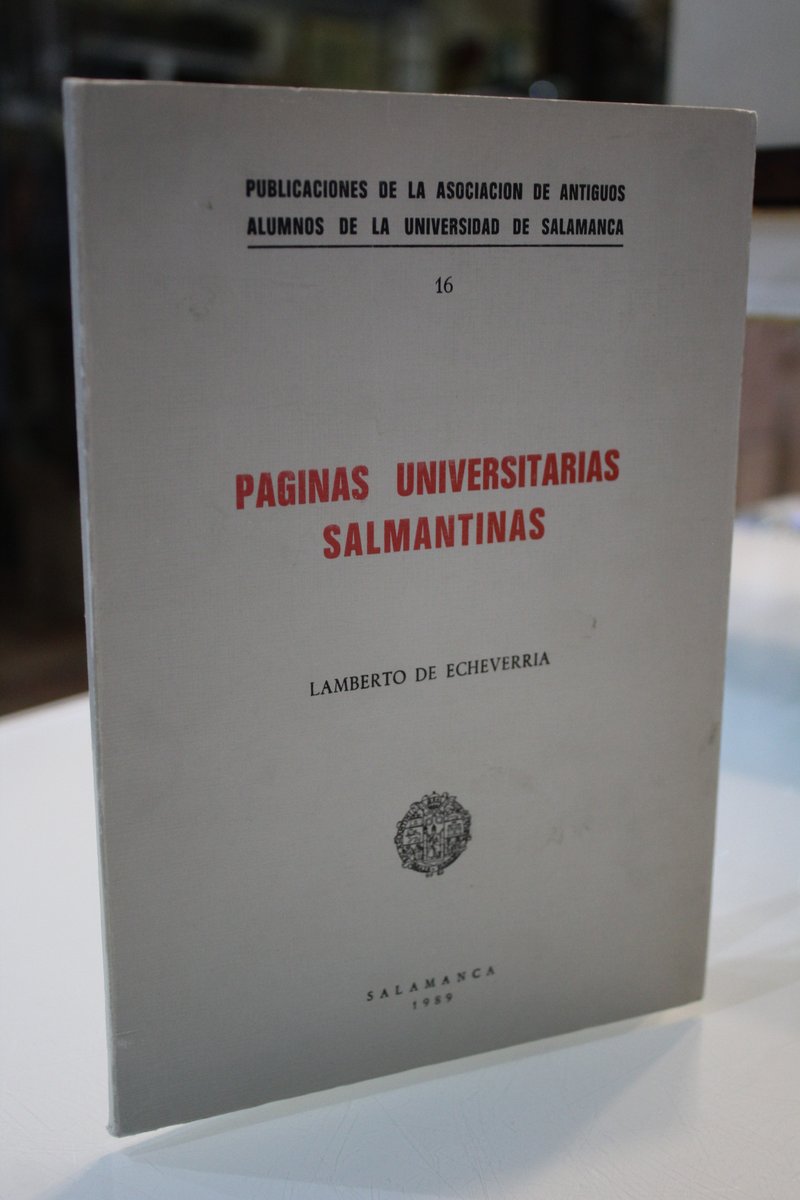 PUBLICACIONES DE LA ASOCIACION DE ANTIGUOS
ALUMNOS DE LA UNIVERSIDAD DE SALAMANCA
16
PAGINAS UNIVERSITARIAS
SALMANTINAS
LAMBERTO DE ECHEVERRIA
SALAMANCA
1989